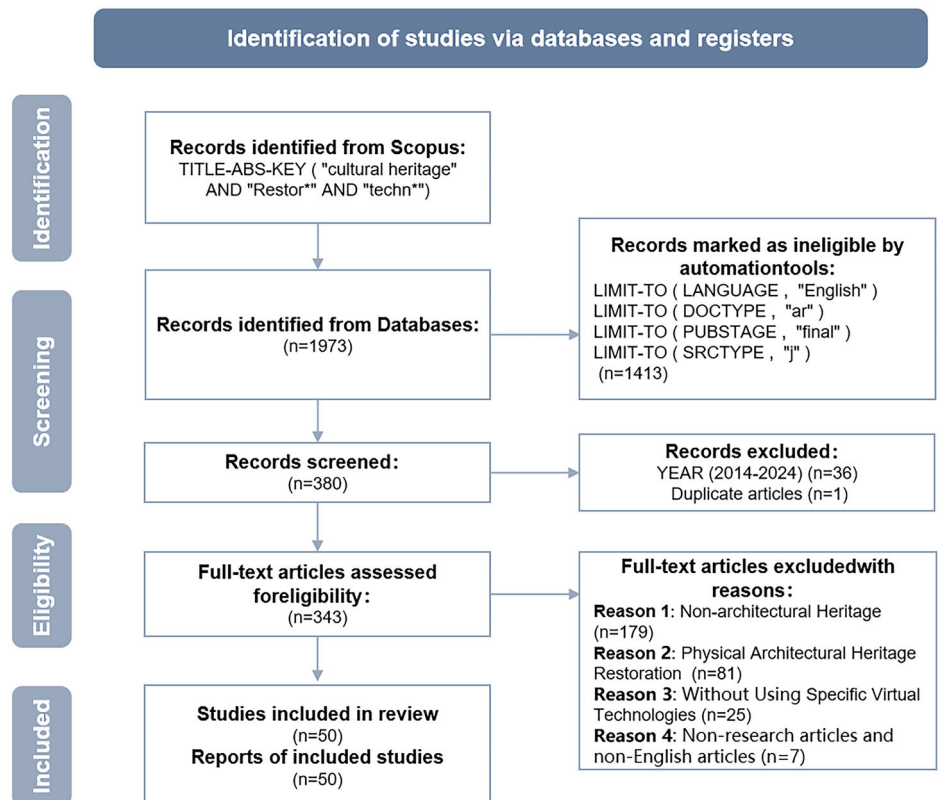 Identification of studies via databases and registers
Identification
Records identified from Scopus:
TITLE-ABS-KEY ( "cultural heritage"
AND "Restor*" AND "techn*")
Screening
Records identified from Databases:
(n=1973)
Records marked as ineligible by
automationtools:
LIMIT-TO ( LANGUAGE , "English" )
LIMIT-TO ( DOCTYPE , "ar" )
LIMIT-TO ( PUBSTAGE , "final" )
LIMIT-TO ( SRCTYPE , "j" )
(n=1413)
Records screened:
(n=380)
Records excluded:
YEAR (2014-2024) (n=36)
Duplicate articles (n=1)
Eligibility
Full-text articles assessed
foreligibility:
(n=343)
Full-text articles excludedwith
reasons:
Reason 1: Non-architectural Heritage
(n=179)
Reason 2: Physical Architectural Heritage
Restoration (n=81)
Reason 3: Without Using Specific Virtual
Technologies (n=25)
Reason 4: Non-research articles and
non-English articles (n=7)
Included
Studies included in review
(n=50)
Reports of included studies
(n=50)